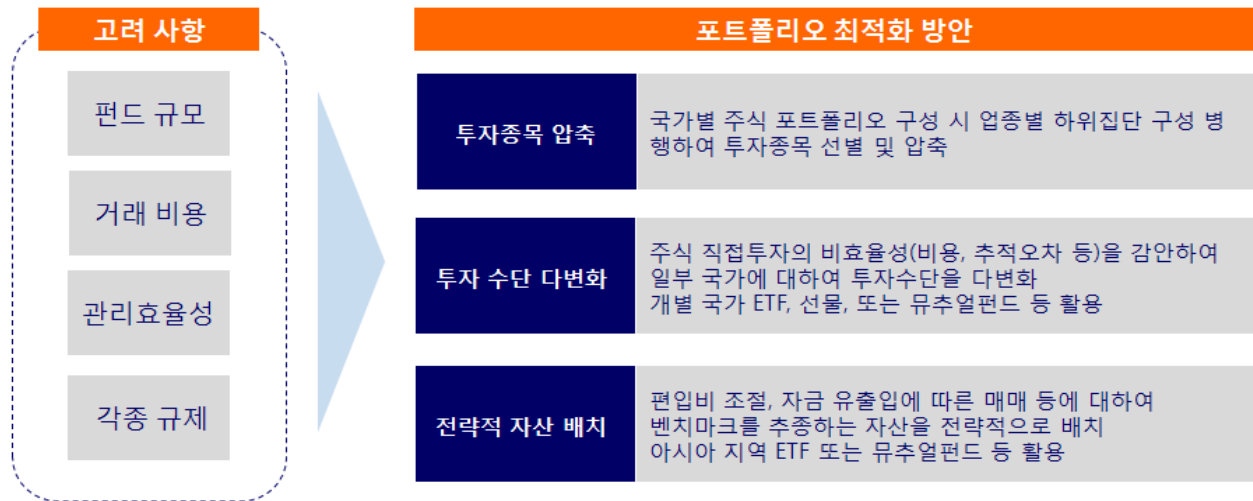 고려 사항
펀드 규모
거래 비용
관리효율성
각종 규제
포트폴리오 최적화 방안
투자종목 압축
국가별 주식 포트폴리오 구성 시 업종별 하위집단 구성 병
행하여 투자종목 선별 및 압축
투자 수단 다변화
주식 직접투자의 비효율성(비용, 추적오차 등)을 감안하여
일부 국가에 대하여 투자수단을 다변화
개별 국가 ETF, 선물, 또는 뮤추얼펀드 등 활용
전략적 자산 배치
편입비 조절, 자금 유출입에 따른 매매 등에 대하여
벤치마크를 추종하는 자산을 전략적으로 배치
아시아 지역 ETF 또는 뮤추얼펀드 등 활용